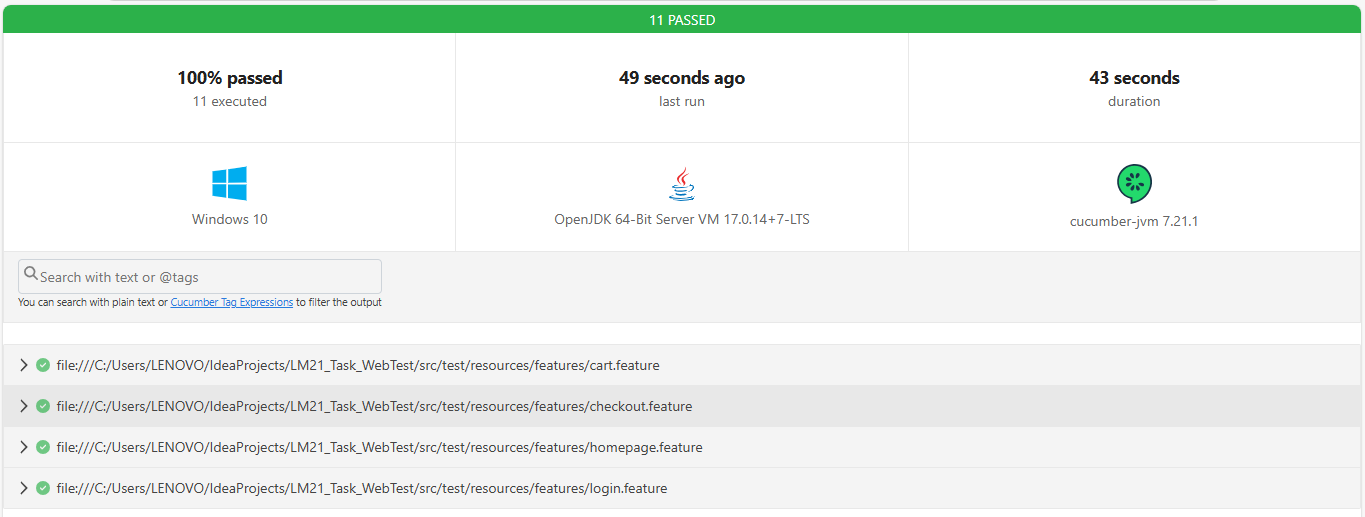 11 PASSED
100% passed
11 executed
49 seconds ago
last run
43 seconds
duration
Windows 10
OpenJDK 64-Bit Server VM 17.0.14+7-LTS
cucumber-jvm 7.21.1
Search with text or @tags
You can search with plain text or Cucumber Tag Expressions to filter the output
file:///C:/Users/LENOVO/IdeaProjects/LM21_Task_WebTest/src/test/resources/features/cart.feature
file:///C:/Users/LENOVO/IdeaProjects/LM21_Task_WebTest/src/test/resources/features/checkout.feature
file:///C:/Users/LENOVO/IdeaProjects/LM21_Task_WebTest/src/test/resources/features/homepage.feature
file:///C:/Users/LENOVO/IdeaProjects/LM21_Task_WebTest/src/test/resources/features/login.feature